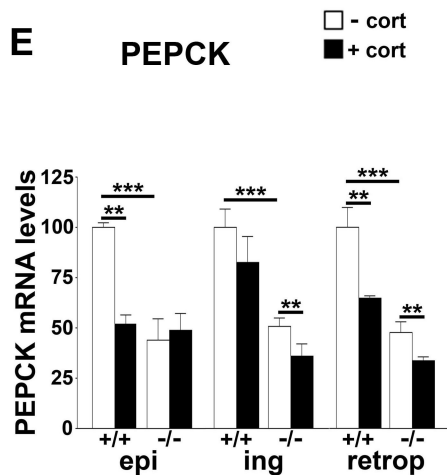 E
PEPCK
- cort
+ cort
PEPCK mRNA levels
125
100
75
50
25
0
***
**
***
**
***
**
**
+/+ -/- +/+ -/- +/+ -/-
epi ing retrop